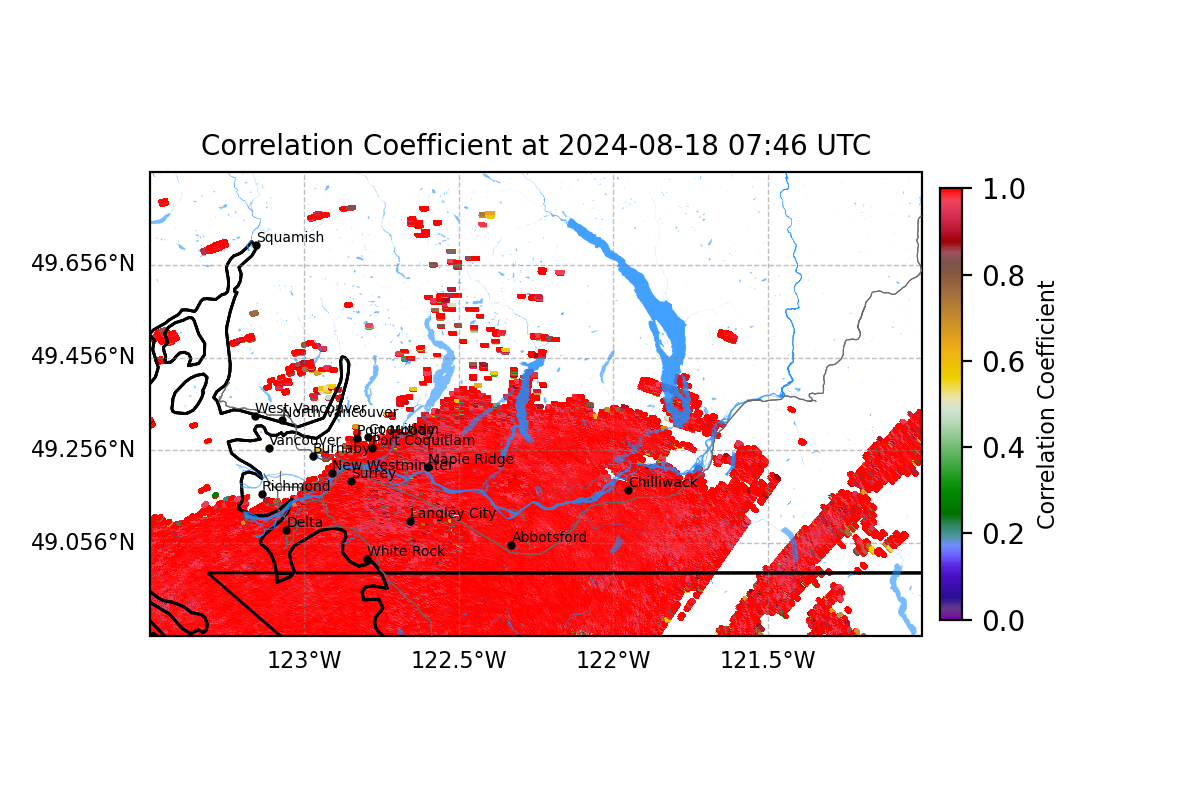 Correlation Coefficient at 2024-08-18 07:46 UTC
1.0
0.8
0.6
0.4
0.2
0.0
Correlation Coefficient
49.656°N
49.456°N
49.256°N
49.056°N
123°W
122.5°W
122°W
121.5°W
Squamish
West Vancouver
North Vancouver
Port Moody
Coquitlam
Vancouver
Port Coquitlam
Burnaby
Maple Ridge
New Westminster
Surrey
Chilliwack
Richmond
Langley City
Delta
Abbotsford
White Rock